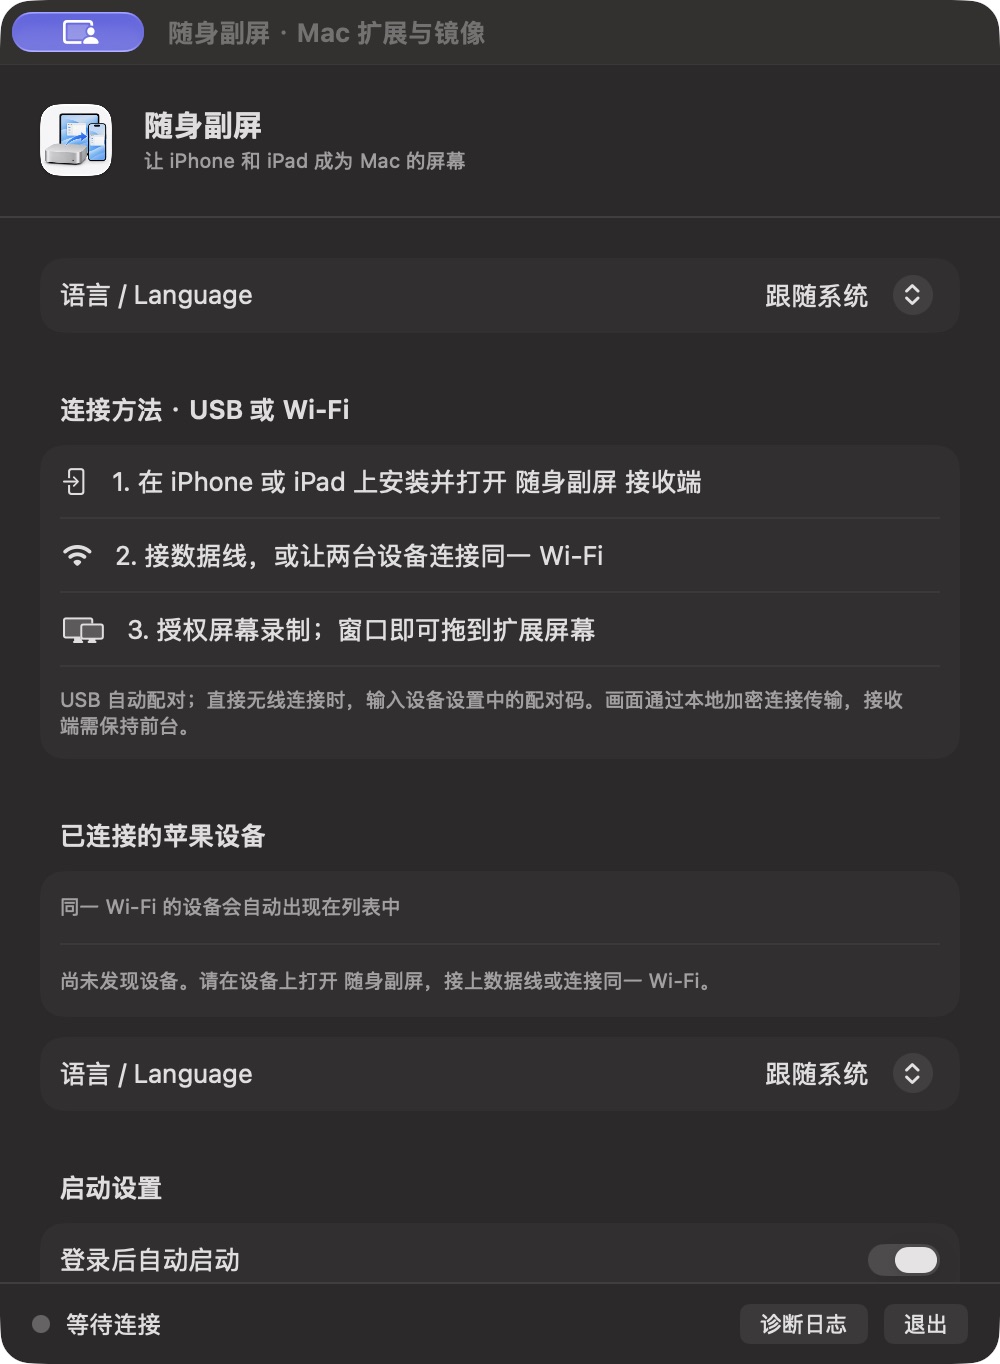 随身副屏 · Mac 扩展与镜像
随身副屏
让 iPhone 和 iPad 成为 Mac 的屏幕
语言 / Language
跟随系统
连接方法 · USB 或 Wi-Fi
1. 在 iPhone 或 iPad 上安装并打开 随身副屏 接收端
2. 接数据线，或让两台设备连接同一 Wi-Fi
3. 授权屏幕录制；窗口即可拖到扩展屏幕
USB 自动配对；直接无线连接时，输入设备设置中的配对码。画面通过本地加密连接传输，接收
端需保持前台。
已连接的苹果设备
同一 Wi-Fi 的设备会自动出现在列表中
尚未发现设备。请在设备上打开 随身副屏，接上数据线或连接同一 Wi-Fi。
语言 / Language
跟随系统
启动设置
登录后自动启动
等待连接
诊断日志
退出